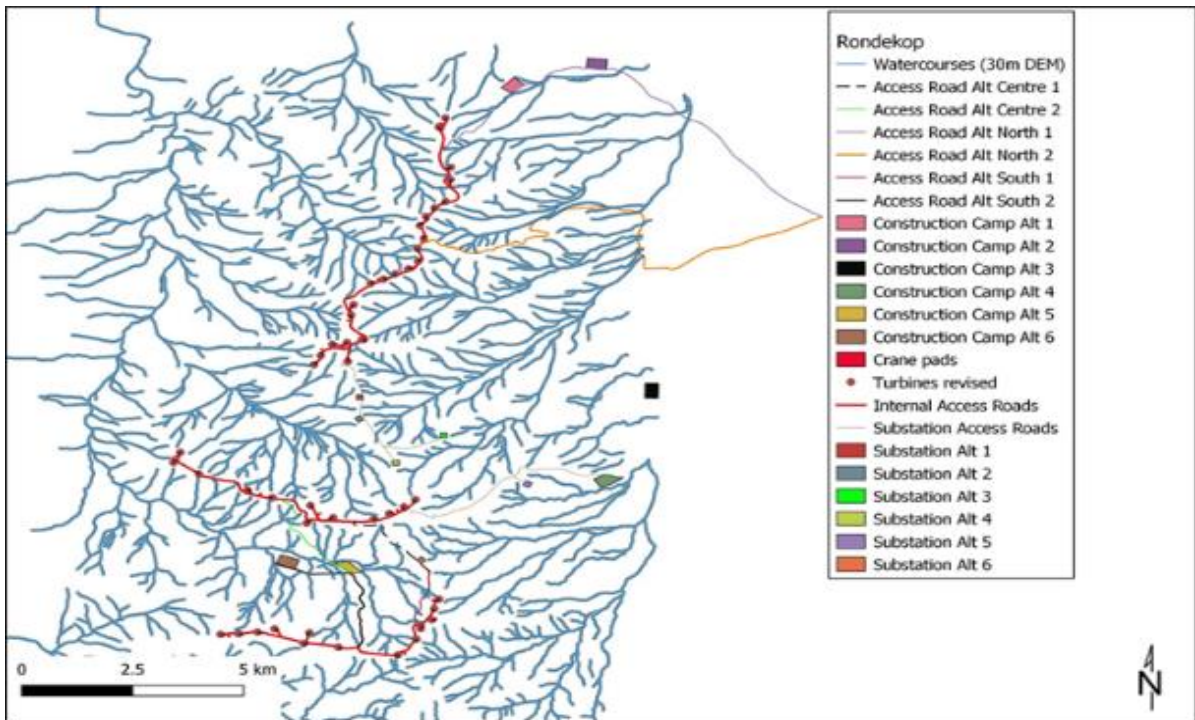 Rondekop
Watercourses (30m DEM)
Access Road Alt Centre 1
Access Road Alt Centre 2
Access Road Alt North 1
Access Road Alt North 2
Access Road Alt South 1
Access Road Alt South 2
Construction Camp Alt 1
Construction Camp Alt 2
Construction Camp Alt 3
Construction Camp Alt 4
Construction Camp Alt 5
Construction Camp Alt 6
Crane pads
Turbines revised
Internal Access Roads
Substation Access Roads
Substation Alt 1
Substation Alt 2
Substation Alt 3
Substation Alt 4
Substation Alt 5
Substation Alt 6
0 2.5 5 km
N